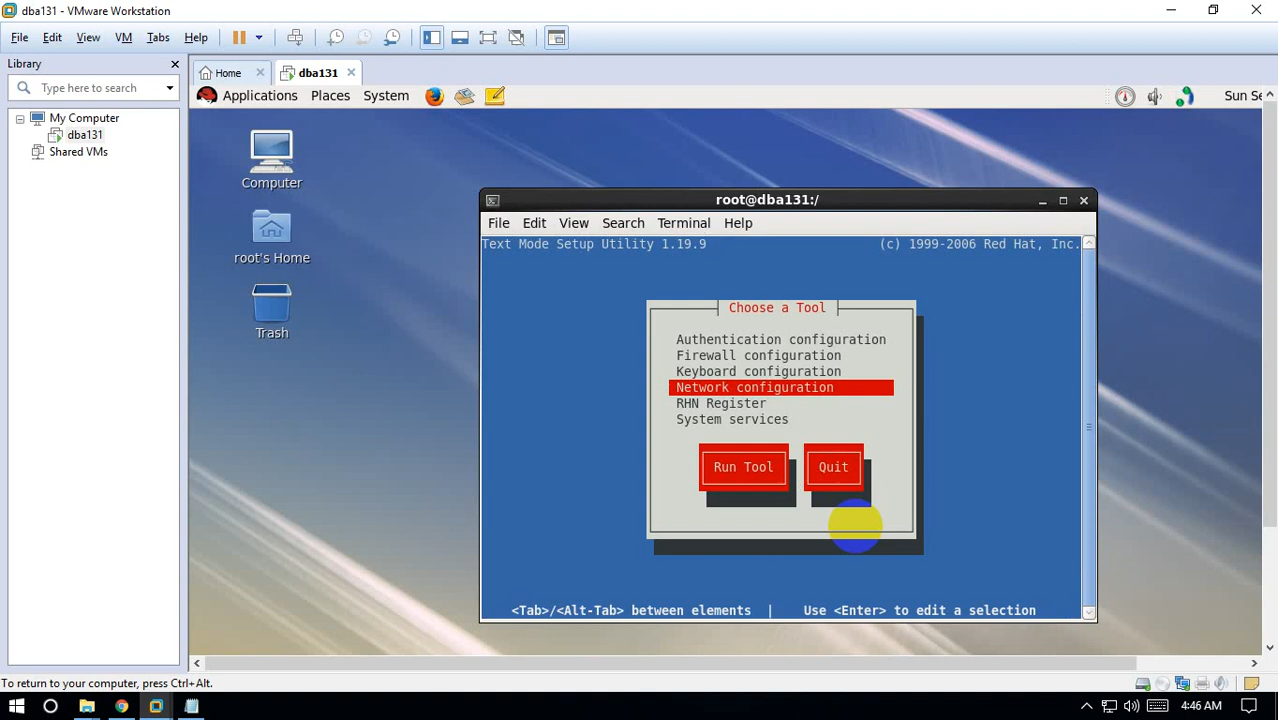 dba131 - VMware Workstation
File Edit View VM Tabs Help
Library
Type here to search
My Computer
dba131
Shared VMs
Home
dba131
Applications Places System
Sun Se
Computer
root's Home
Trash
root@dba131:/
File Edit View Search Terminal Help
Text Mode Setup Utility 1.19.9 (c) 1999-2006 Red Hat, Inc.
Choose a Tool
Authentication configuration
Firewall configuration
Keyboard configuration
Network configuration
RHN Register
System services
Run Tool Quit
<Tab>/<Alt-Tab> between elements | Use <Enter> to edit a selection
To return to your computer, press Ctrl+Alt.
4:46 AM